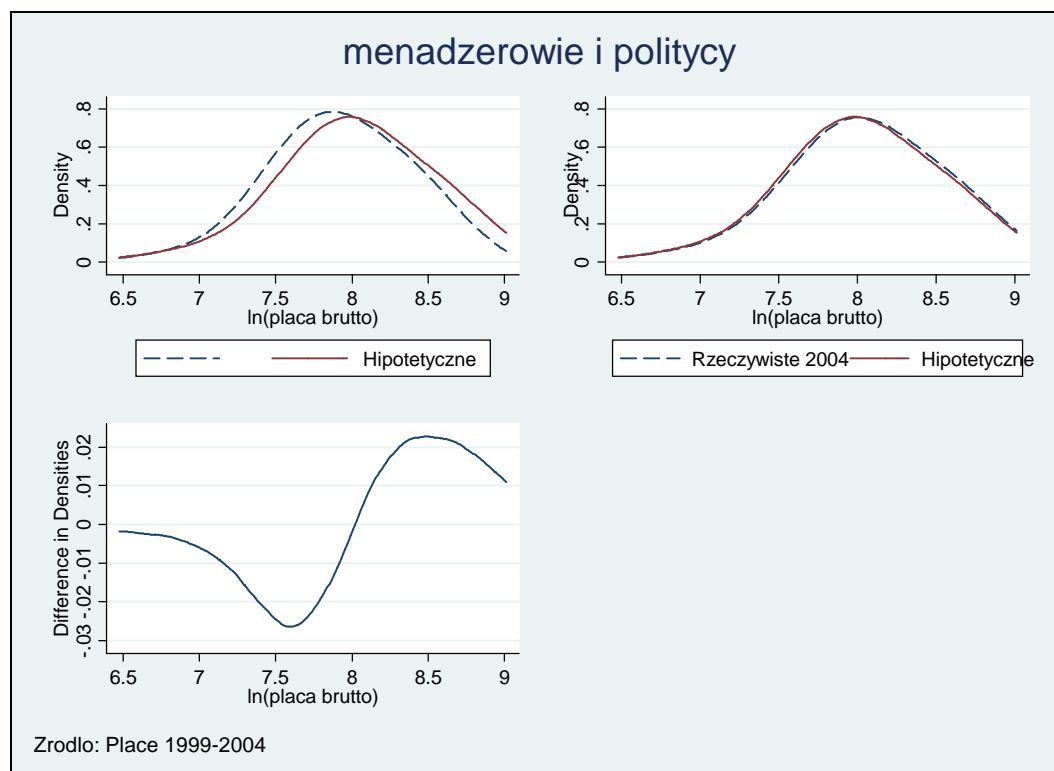 menadzerowie i politycy
Density
0 .2 .4 .6 .8
6.5 7 7.5 8 8.5 9
ln(placa brutto)
Hipotetyczne
Density
0 .2 .4 .6 .8
6.5 7 7.5 8 8.5 9
ln(placa brutto)
Rzeczywiste 2004 Hipotetyczne
Difference in Densities
-.03 -.02 -.01 0 .01 .02
6.5 7 7.5 8 8.5 9
ln(placa brutto)
Zrodlo: Place 1999-2004